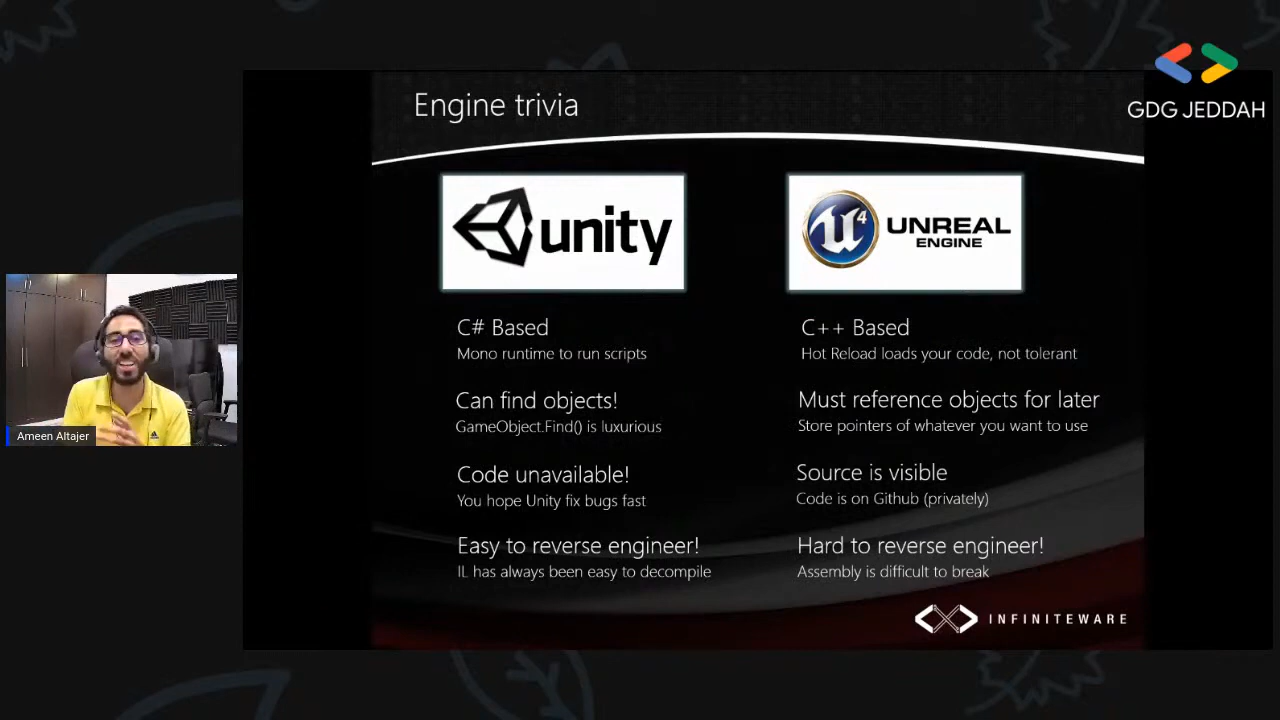 GDG JEDDAH
Engine trivia
unity
U 4 UNREAL
ENGINE
C# Based
Mono runtime to run scripts
Can find objects!
GameObject.Find() is luxurious
Code unavailable!
You hope Unity fix bugs fast
Easy to reverse engineer!
IL has always been easy to decompile
C++ Based
Hot Reload loads your code, not tolerant
Must reference objects for later
Store pointers of whatever you want to use
Source is visible
Code is on Github (privately)
Hard to reverse engineer!
Assembly is difficult to break
INFINITEWARE
Ameen Altajer